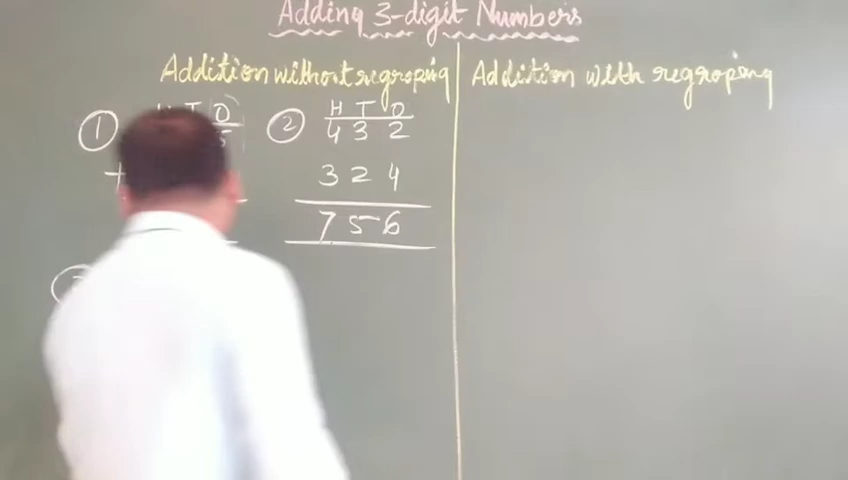 Adding 3-digit Numbers
Addition without regroping
Addition with regroping
1
H T O
5
+
2
H T O
4 3 2
3 2 4
7 5 6